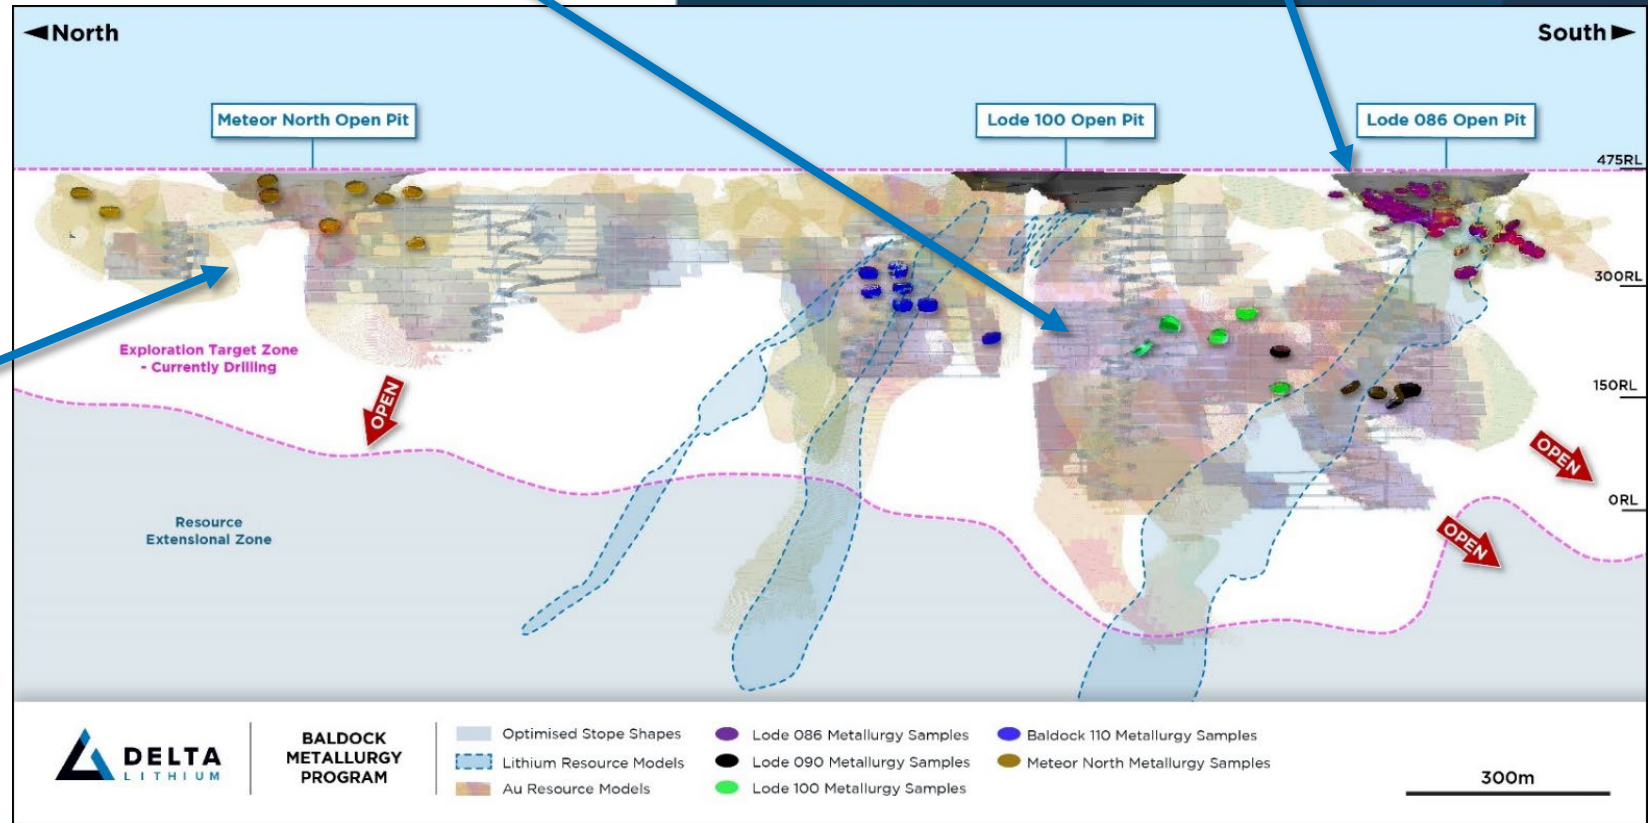 ◄North
South►
Meteor North Open Pit
Lode 100 Open Pit
Lode 086 Open Pit
475RL
300RL
Exploration Target Zone
- Currently Drilling
150RL
OPEN
OPEN
0RL
Resource
Extensional Zone
OPEN
DELTA
LITHIUM
BALDOCK
METALLURGY
PROGRAM
Optimised Stope Shapes
Lithium Resource Models
Au Resource Models
Lode 086 Metallurgy Samples
Lode 090 Metallurgy Samples
Lode 100 Metallurgy Samples
Baldock 110 Metallurgy Samples
Meteor North Metallurgy Samples
300m